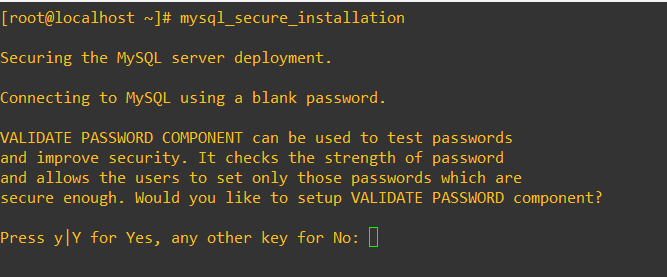 [root@localhost ~]# mysql_secure_installation
Securing the MySQL server deployment.
Connecting to MySQL using a blank password.
VALIDATE PASSWORD COMPONENT can be used to test passwords
and improve security. It checks the strength of password
and allows the users to set only those passwords which are
secure enough. Would you like to setup VALIDATE PASSWORD component?
Press y|Y for Yes, any other key for No: